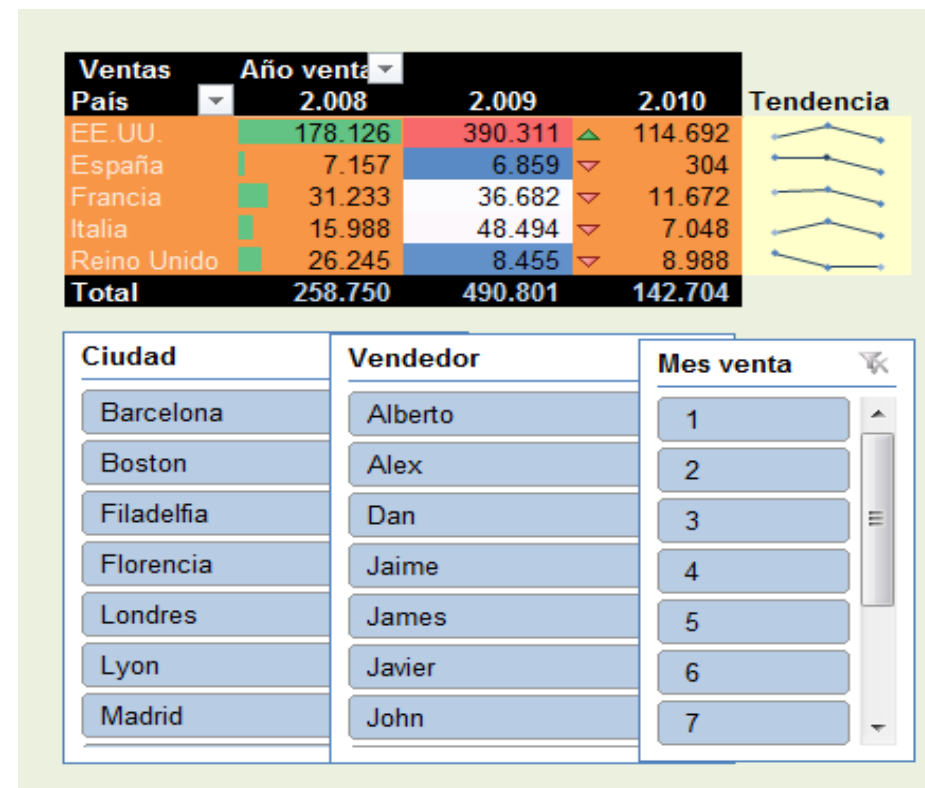 Ventas Año venta
País 2.008 2.009 2.010 Tendencia
EE.UU. 178.126 390.311 114.692
España 7.157 6.859 304
Francia 31.233 36.682 11.672
Italia 15.988 48.494 7.048
Reino Unido 26.245 8.455 8.988
Total 258.750 490.801 142.704
Ciudad
Barcelona
Boston
Filadelfia
Florencia
Londres
Lyon
Madrid
Vendedor
Alberto
Alex
Dan
Jaime
James
Javier
John
Mes venta
1
2
3
4
5
6
7